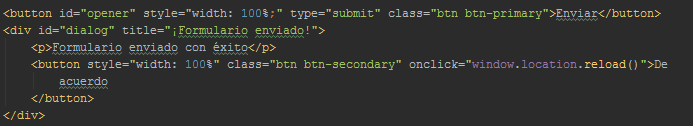 <button id="opener" style="width: 100%;" type="submit" class="btn btn-primary">Enviar</button>
<div id="dialog" title="¡Formulario enviado!">
<p>Formulario enviado con éxito</p>
<button style="width: 100%" class="btn btn-secondary" onclick="window.location.reload()">De
acuerdo
</button>
</div>